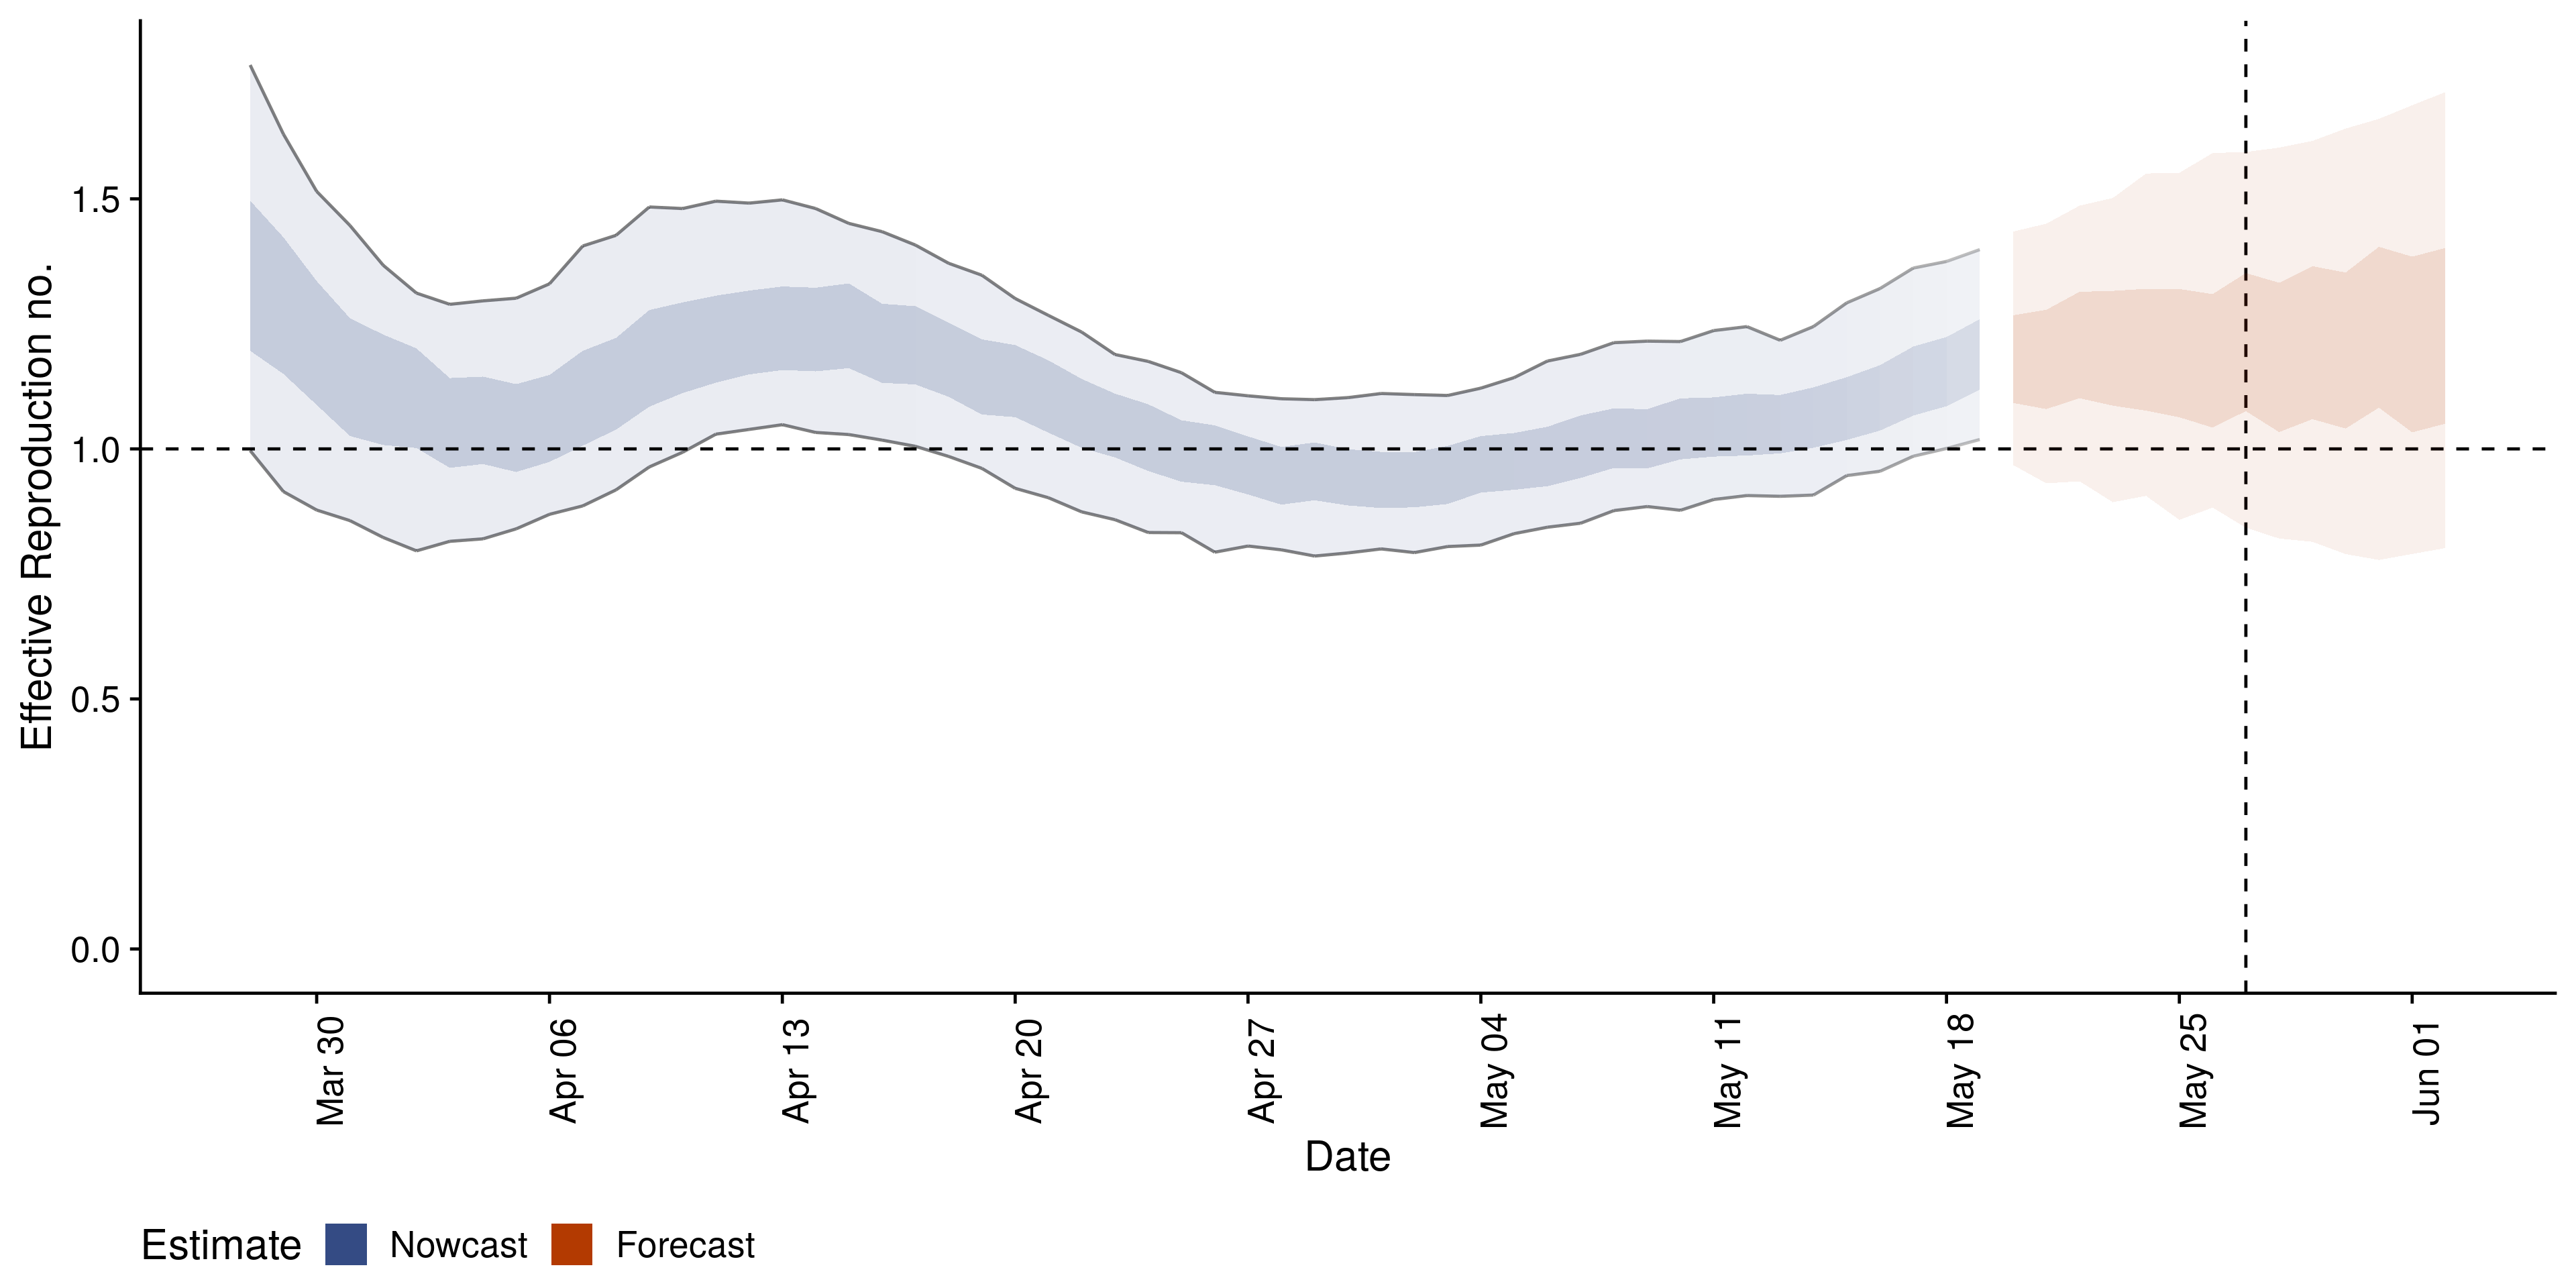 Effective Reproduction no.
1.5
1.0
0.5
0.0
Mar 30
Apr 06
Apr 13
Apr 20
Apr 27
May 04
May 11
May 18
May 25
Jun 01
Date
Estimate Nowcast Forecast